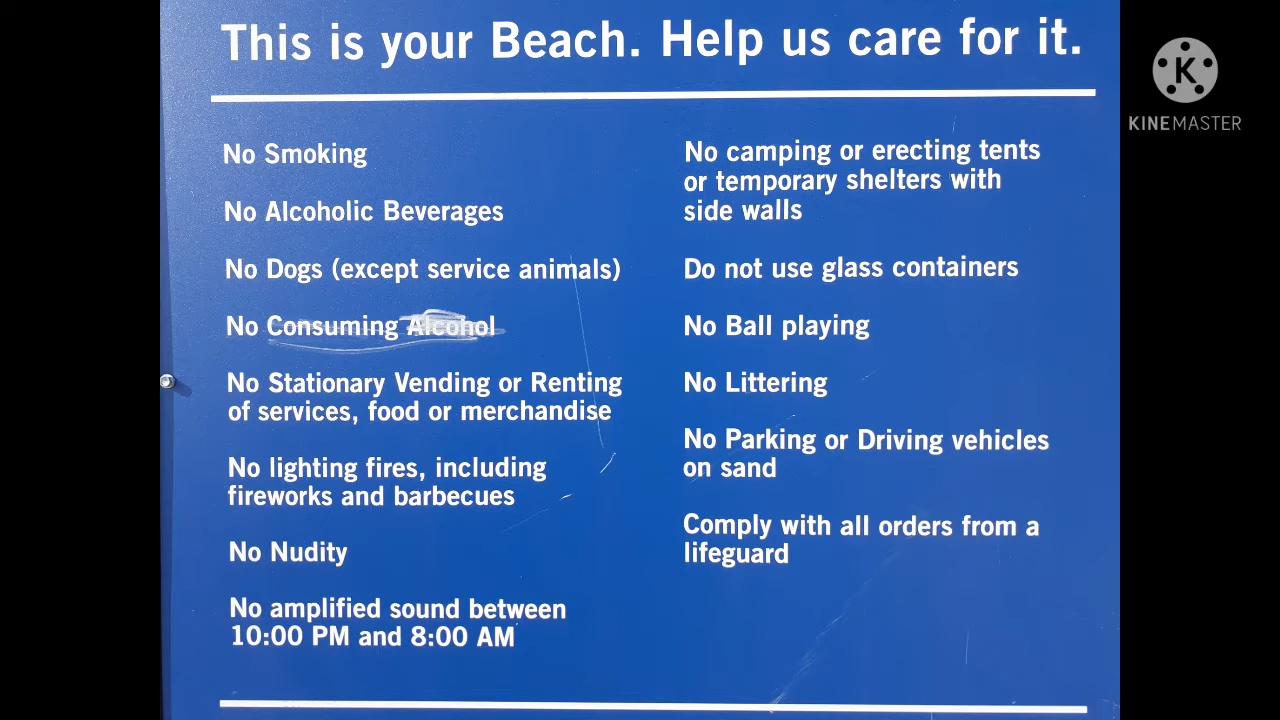 This is your Beach. Help us care for it.
No Smoking
No Alcoholic Beverages
No Dogs (except service animals)
No Consuming Alcohol
No Stationary Vending or Renting
of services, food or merchandise
No lighting fires, including
fireworks and barbecues
No Nudity
No amplified sound between
10:00 PM and 8:00 AM
No camping or erecting tents
or temporary shelters with
side walls
Do not use glass containers
No Ball playing
No Littering
No Parking or Driving vehicles
on sand
Comply with all orders from a
lifeguard
K
KINEMASTER